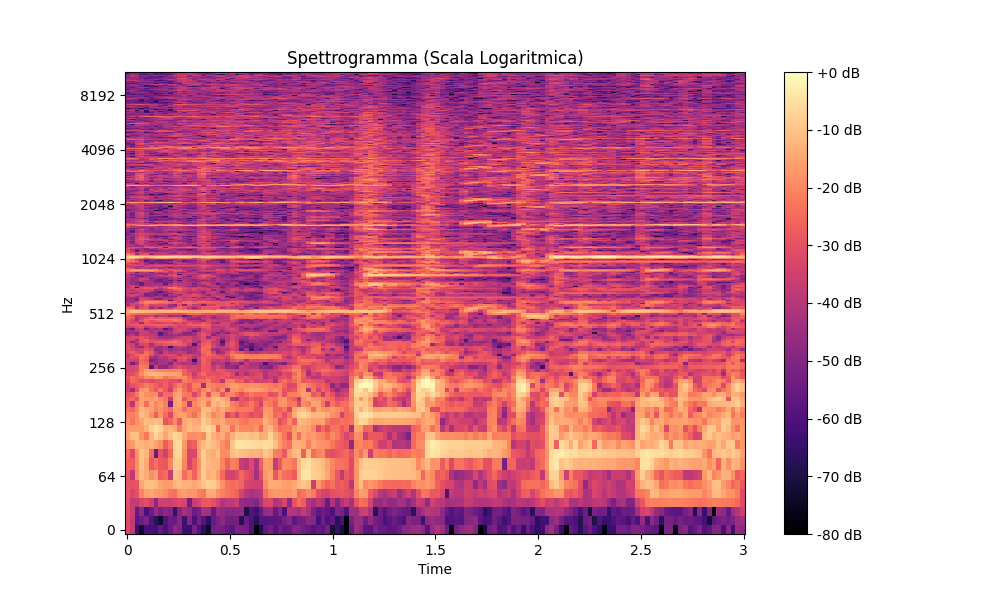 Spettrogramma (Scala Logaritmica)
8192
4096
2048
1024
512
256
128
64
0
Hz
0
0.5
1
1.5
2
2.5
3
Time
+0 dB
-10 dB
-20 dB
-30 dB
-40 dB
-50 dB
-60 dB
-70 dB
-80 dB